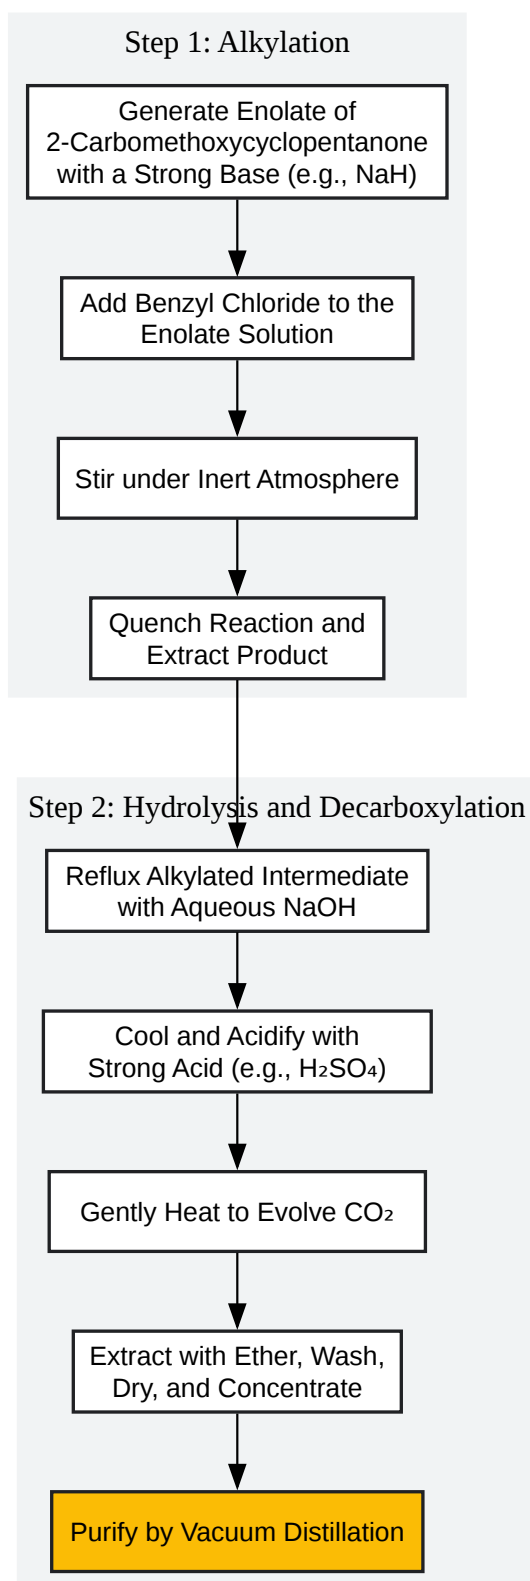 Step 1: Alkylation
Generate Enolate of
2-Carbomethoxycyclopentanone
with a Strong Base (e.g., NaH)
Add Benzyl Chloride to the
Enolate Solution
Stir under Inert Atmosphere
Quench Reaction and
Extract Product
Step 2: Hydrolysis and Decarboxylation
Reflux Alkylated Intermediate
with Aqueous NaOH
Cool and Acidify with
Strong Acid (e.g., H₂SO₄)
Gently Heat to Evolve CO₂
Extract with Ether, Wash,
Dry, and Concentrate
Purify by Vacuum Distillation